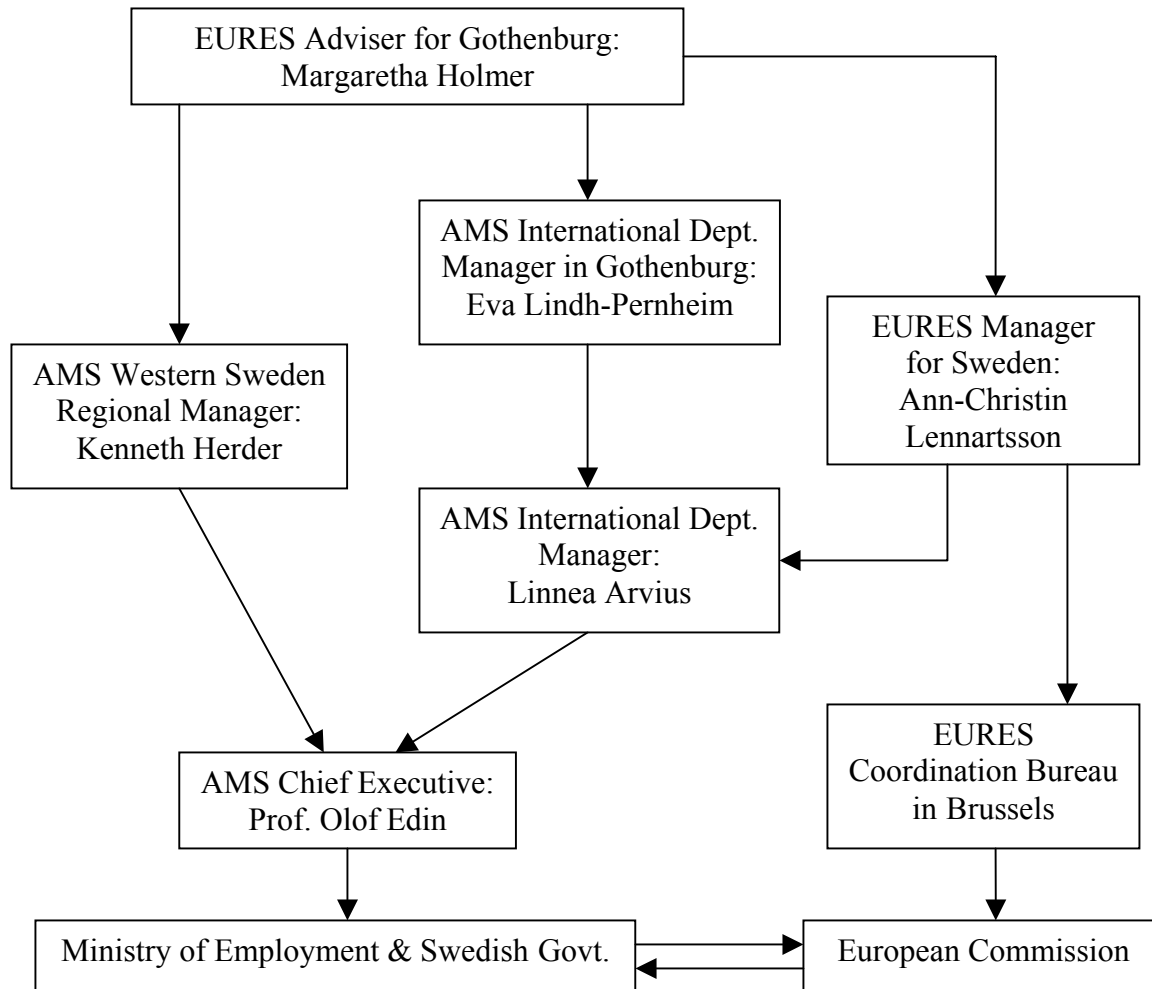 EURES Adviser for Gothenburg:
Margaretha Holmer
AMS International Dept.
Manager in Gothenburg:
Eva Lindh-Pernheim
EURES Manager
for Sweden:
Ann-Christin
Lennartsson
AMS Western Sweden
Regional Manager:
Kenneth Herder
AMS International Dept.
Manager:
Linnea Arvius
EURES
Coordination Bureau
in Brussels
AMS Chief Executive:
Prof. Olof Edin
Ministry of Employment & Swedish Govt.
European Commission